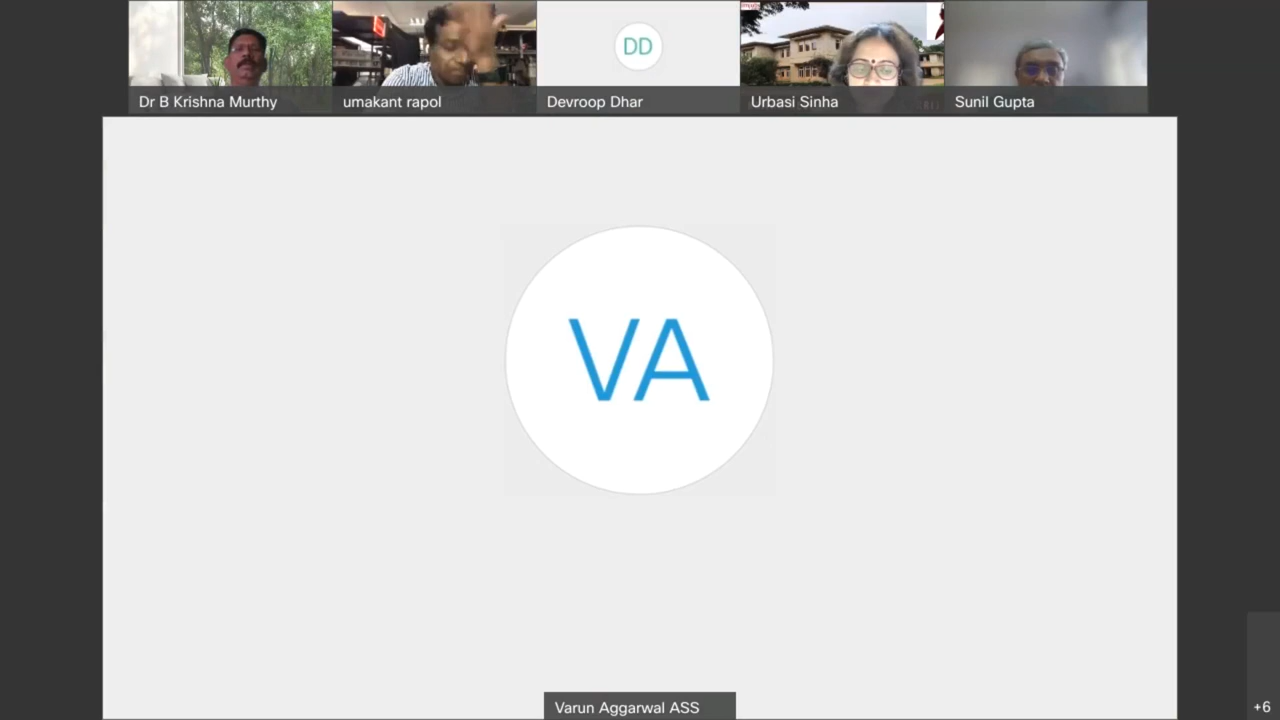 DD
Dr B Krishna Murthy
umakant rapol
Devroop Dhar
Urbasi Sinha
Sunil Gupta
VA
Varun Aggarwal ASS
+6